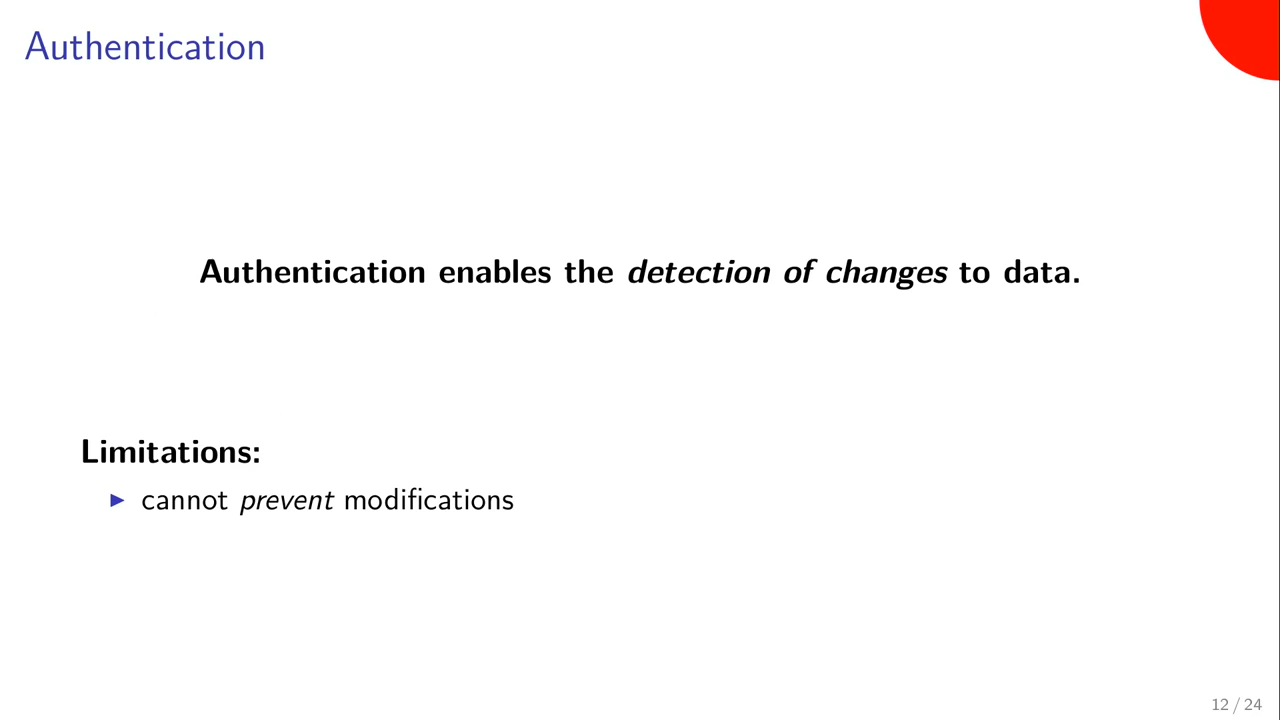 Authentication
Authentication enables the detection of changes to data.
Limitations:
▶ cannot prevent modifications
12 / 24